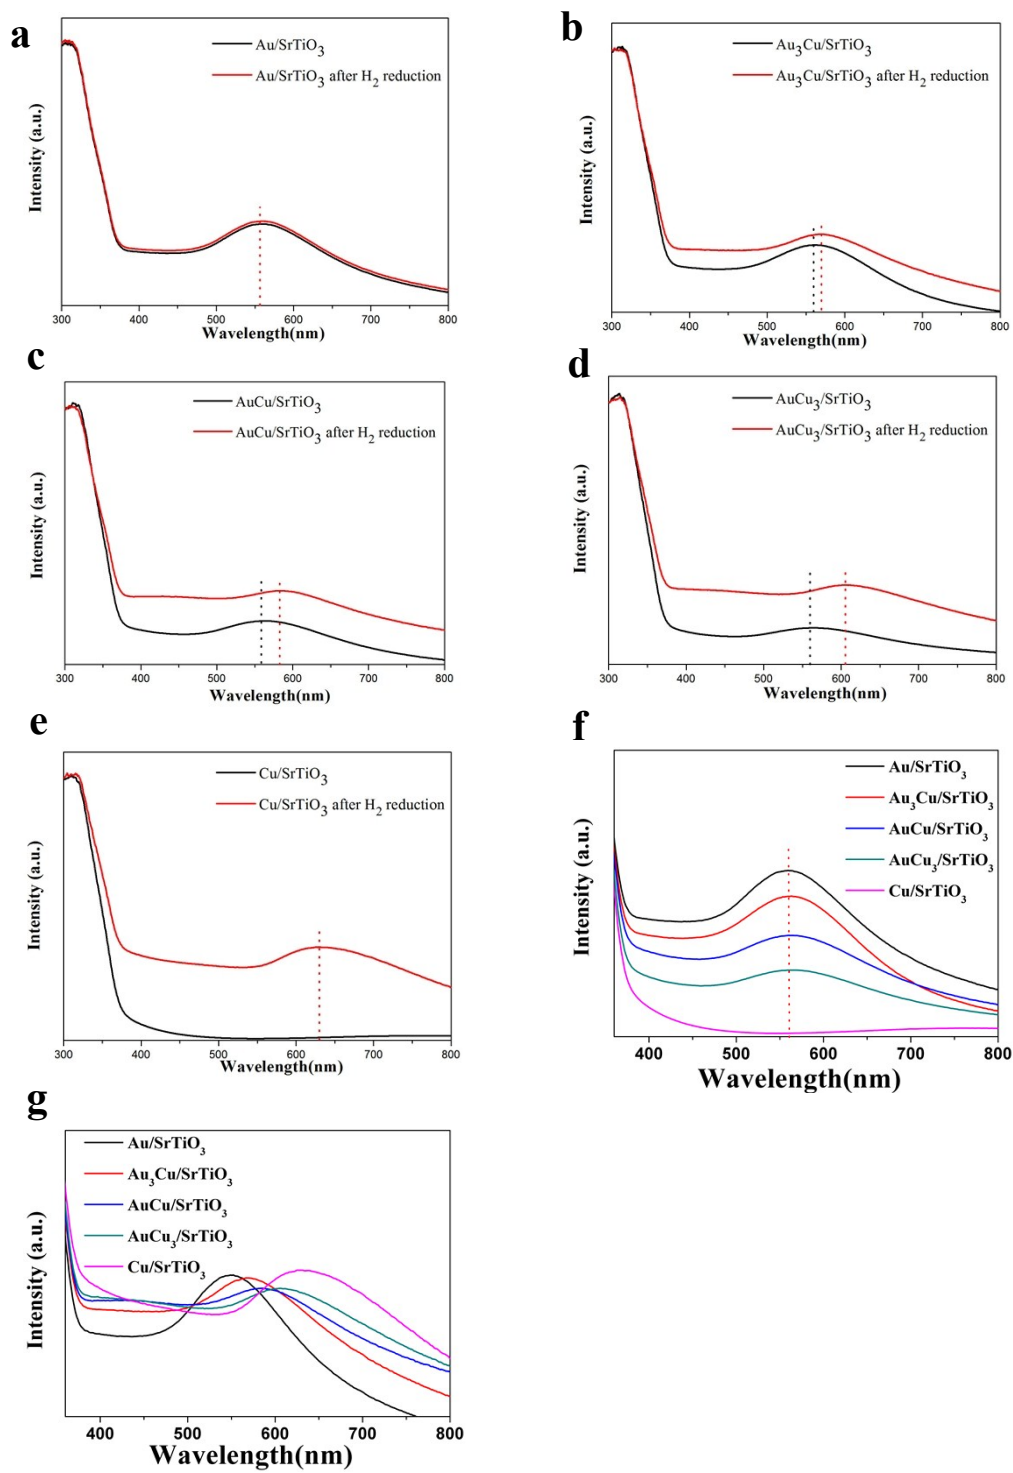 a
Au/SrTiO3
Au/SrTiO3 after H2 reduction
Intensity (a.u.)
300 400 500 600 700 800
Wavelength(nm)
b
Au3Cu/SrTiO3
Au3Cu/SrTiO3 after H2 reduction
Intensity (a.u.)
300 400 500 600 700 800
Wavelength(nm)
c
AuCu/SrTiO3
AuCu/SrTiO3 after H2 reduction
Intensity (a.u.)
300 400 500 600 700 800
Wavelength(nm)
d
AuCu3/SrTiO3
AuCu3/SrTiO3 after H2 reduction
Intensity (a.u.)
300 400 500 600 700 800
Wavelength(nm)
e
Cu/SrTiO3
Cu/SrTiO3 after H2 reduction
Intensity (a.u.)
300 400 500 600 700 800
Wavelength(nm)
f
Au/SrTiO3
Au3Cu/SrTiO3
AuCu/SrTiO3
AuCu3/SrTiO3
Cu/SrTiO3
Intensity (a.u.)
400 500 600 700 800
Wavelength(nm)
g
Au/SrTiO3
Au3Cu/SrTiO3
AuCu/SrTiO3
AuCu3/SrTiO3
Cu/SrTiO3
Intensity (a.u.)
400 500 600 700 800
Wavelength(nm)